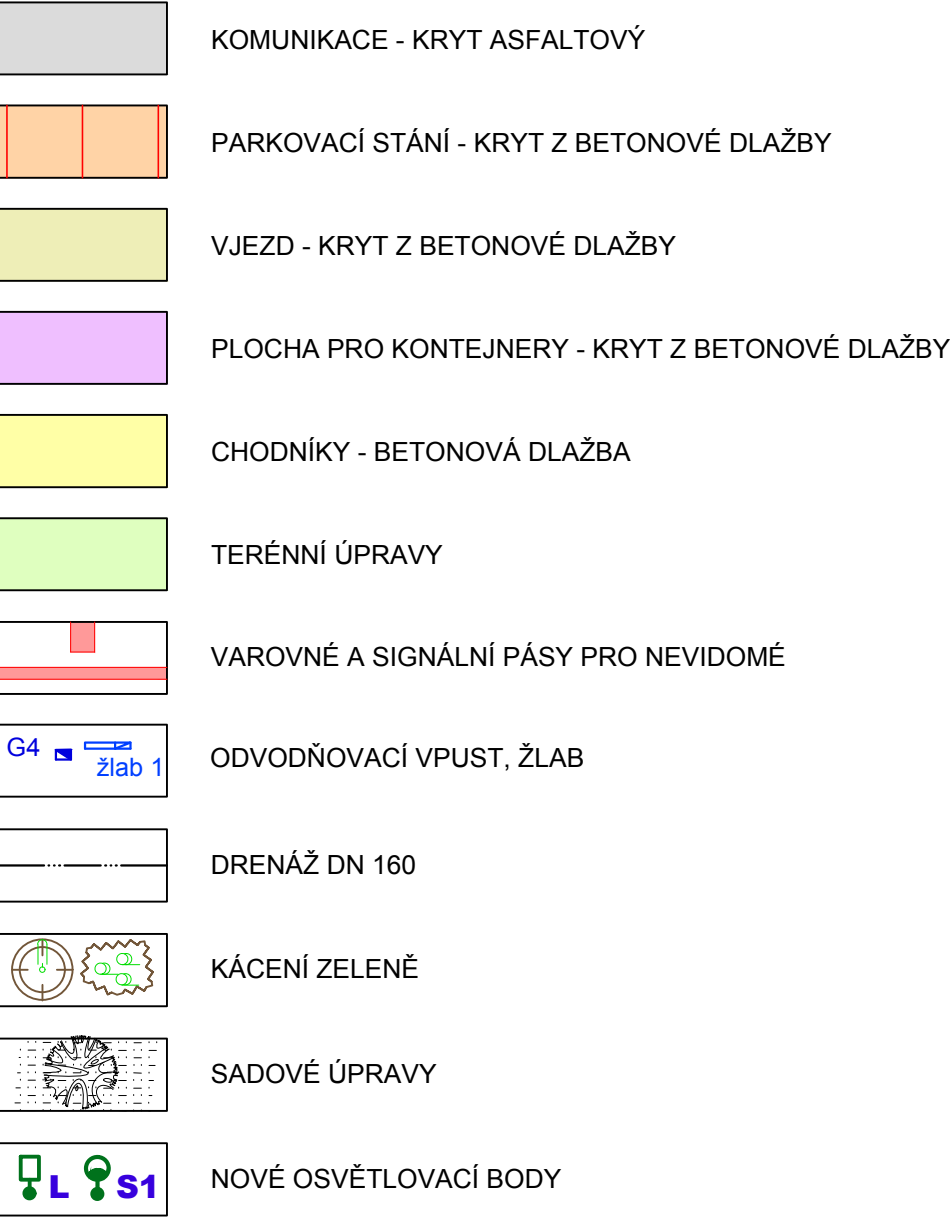 KOMUNIKACE - KRYT ASFALTOVÝ
PARKOVACÍ STÁNÍ - KRYT Z BETONOVÉ DLAŽBY
VJEZD - KRYT Z BETONOVÉ DLAŽBY
PLOCHA PRO KONTEJNERY - KRYT Z BETONOVÉ DLAŽBY
CHODNÍKY - BETONOVÁ DLAŽBA
TERÉNNÍ ÚPRAVY
VAROVNÉ A SIGNÁLNÍ PÁSY PRO NEVIDOMÉ
G4 žlab 1 ODVODŇOVACÍ VPUST, ŽLAB
DRENÁŽ DN 160
KÁCENÍ ZELENĚ
SADOVÉ ÚPRAVY
L S1 NOVÉ OSVĚTLOVACÍ BODY